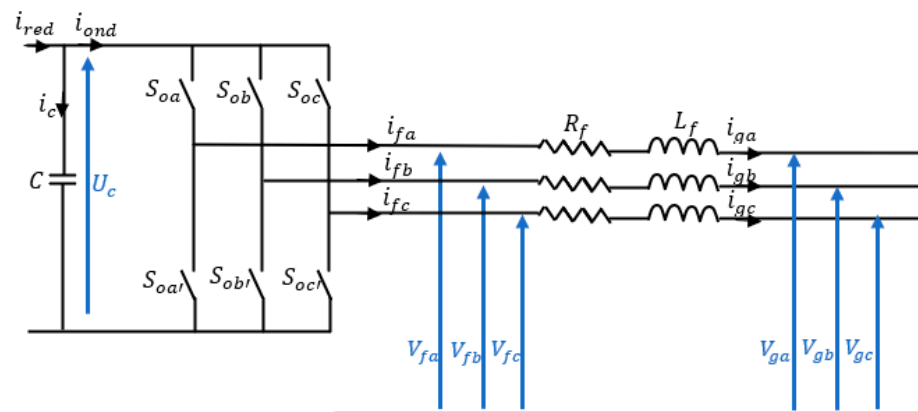 i_red i_ond
S_oa S_ob S_oc
i_c
i_fa R_f L_f i_ga
C U_c i_fb i_gb
i_fc i_gc
S_oa' S_ob' S_oc'
V_fa V_fb V_fc V_ga V_gb V_gc